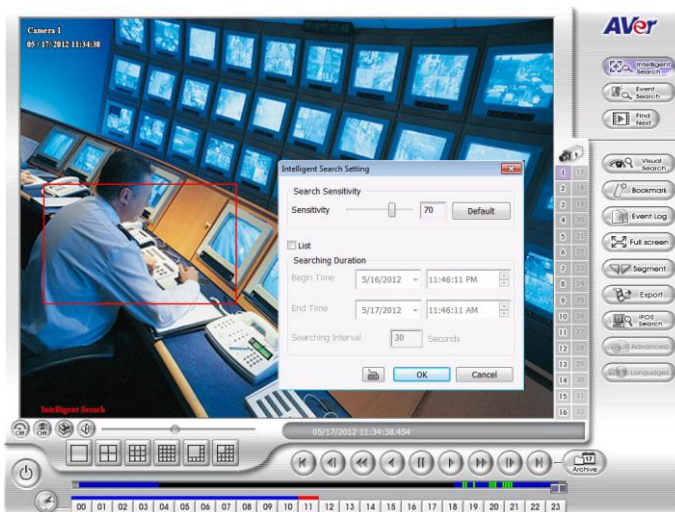 Camera 1
05/17/2012 11:34:38
AVer
Intelligent Search
Event Search
Find Next
Intelligent Search Setting
Search Sensitivity
Sensitivity 70 Default
List
Searching Duration
Begin Time 5/16/2012 11:46:11 PM
End Time 5/17/2012 11:46:11 AM
Searching Interval 30 Seconds
OK Cancel
1 17
2 18
3 19
4 20
5 21
6 22
7 23
8 24
9 25
10 26
11 27
12 28
13 29
14 30
15 31
16 32
Visual Search
Bookmark
Event Log
Full screen
Segment
Export
iPOS Search
Advanced
Languages
Intelligent Serach
Off Off
05/17/2012 11:34:38.454
17
Archive
00 01 02 03 04 05 06 07 08 09 10 11 12 13 14 15 16 17 18 19 20 21 22 23